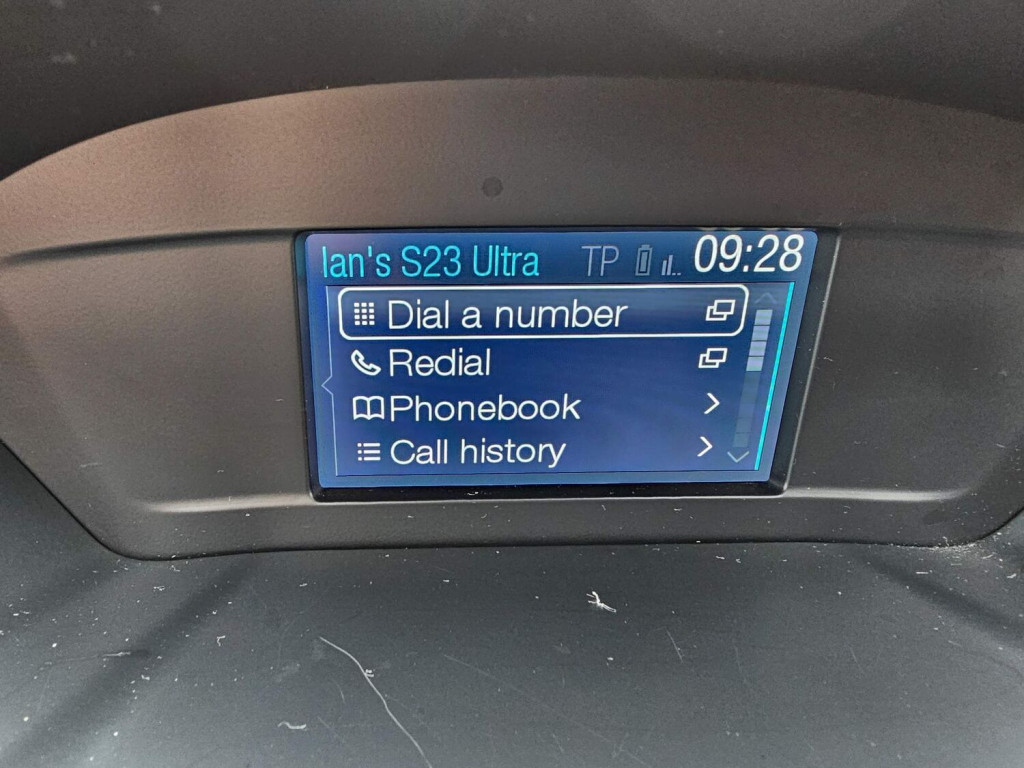 Ian's S23 Ultra TP 09:28
Dial a number
Redial
Phonebook
Call history